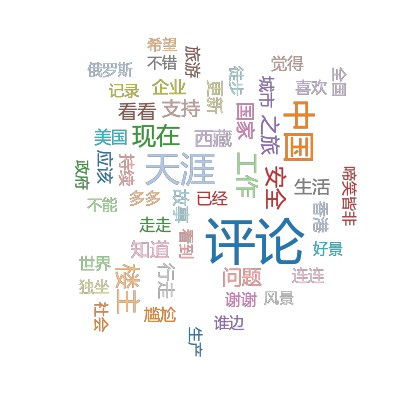 希望
不错
旅游
觉得
俄罗斯
徒步
全国
记录
企业
更新
城市
喜欢
看看
支持
国家
之旅
中国
美国
现在
西藏
应该
持续
天涯
工作
安全
生活
啼笑皆非
政府
不能
多多
故事
已经
香港
走走
看到
评论
好景
知道
世界
行走
问题
连连
独坐
楼主
谢谢
风景
社会
尴尬
生产
谁边